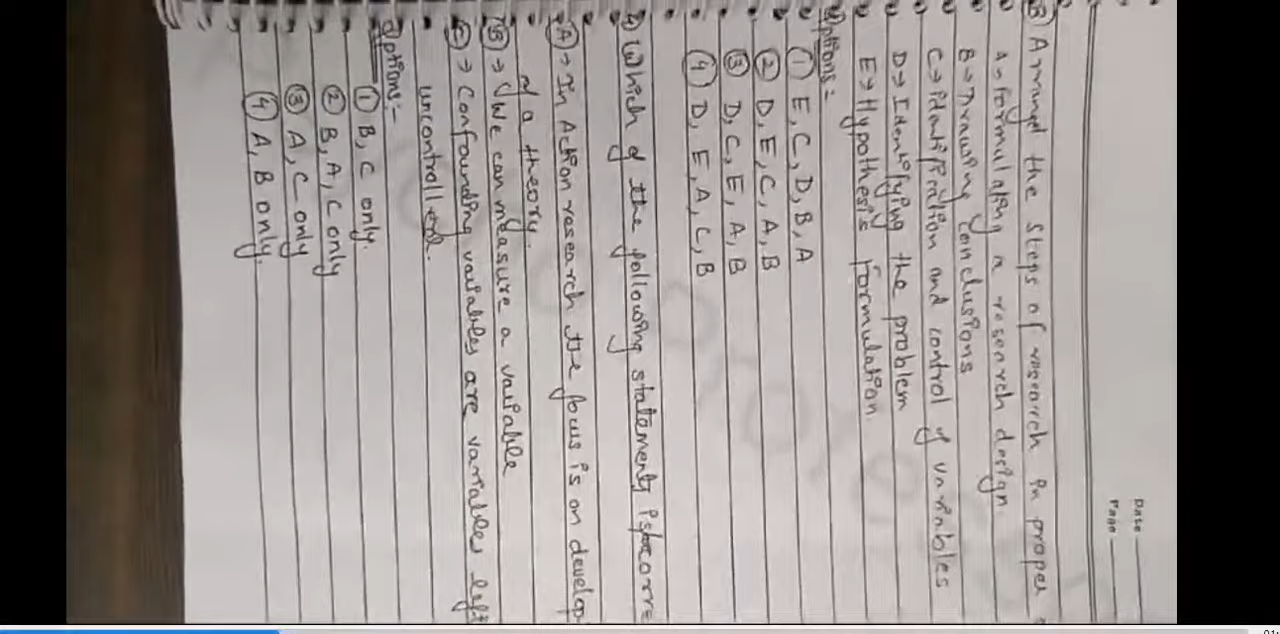 Date
Page
③ Arrange the Steps of research in proper
A → Formulating a research design.
B → Drawing conclusions
C → identification and control of variables
D → Identifying the problem
E → Hypothesis Formulation.
Options:-
① E, C, D, B, A
② D, E, C, A, B
③ D, C, E, A, B
④ D, E, A, C, B
④ Which of the following statements is
Ⓐ → In Action research the focus is on develop
of a theory.
Ⓑ → We can measure a variable
Ⓒ → Confounding variables are variables left
uncontrolled.
Options:-
① B, C only.
② B, A, C only
③ A, C only
④ A, B only.